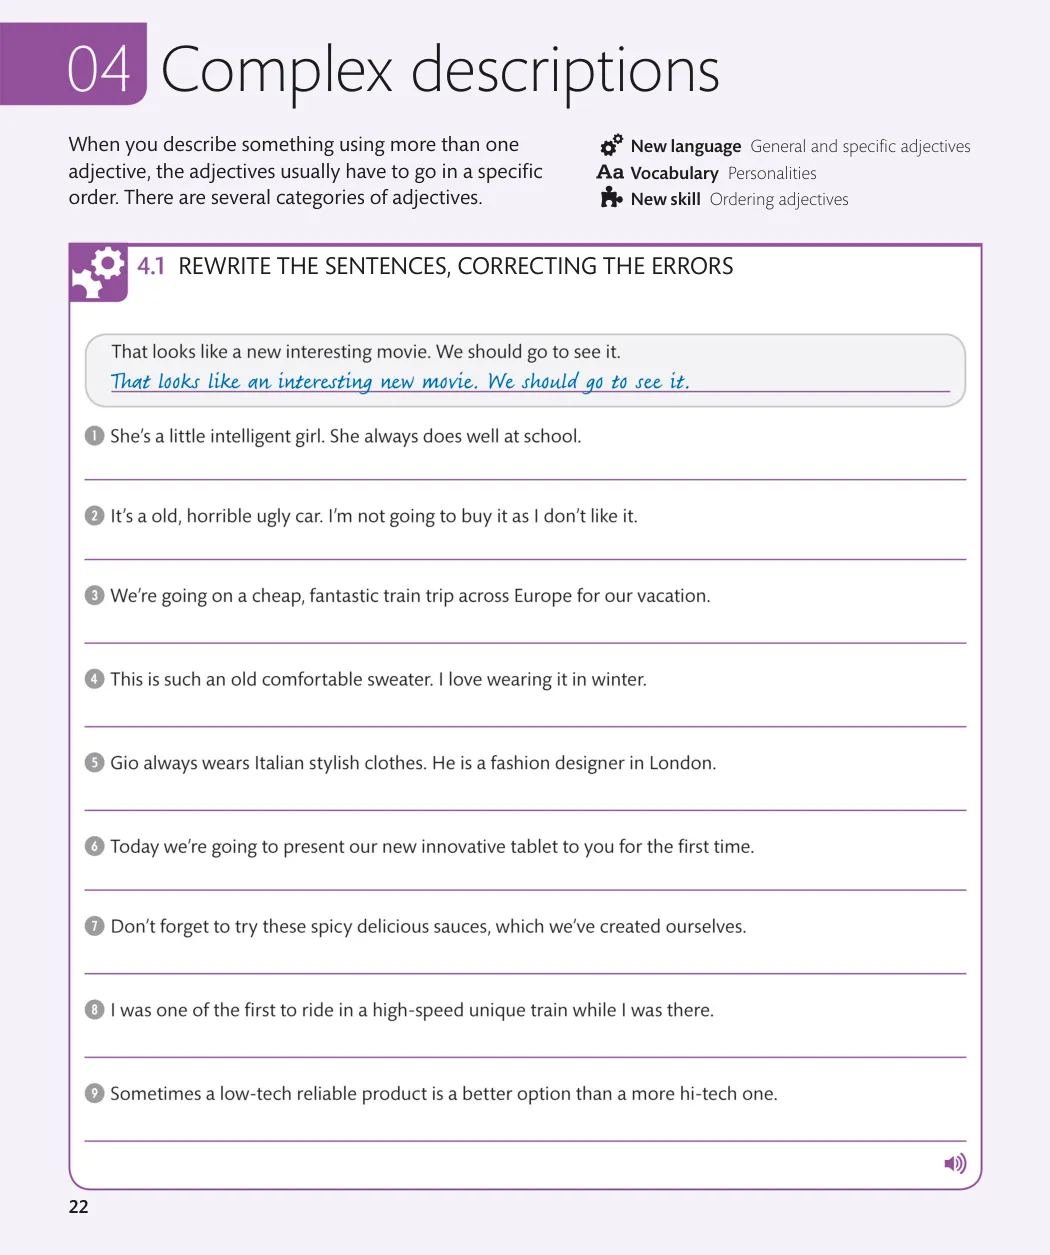 04 Complex descriptions
When you describe something using more than one
adjective, the adjectives usually have to go in a specific
order. There are several categories of adjectives.
New language General and specific adjectives
Aa Vocabulary Personalities
New skill Ordering adjectives
4.1 REWRITE THE SENTENCES, CORRECTING THE ERRORS
That looks like a new interesting movie. We should go to see it.
That looks like an interesting new movie. We should go to see it.
1 She's a little intelligent girl. She always does well at school.
2 It's a old, horrible ugly car. I'm not going to buy it as I don't like it.
3 We're going on a cheap, fantastic train trip across Europe for our vacation.
4 This is such an old comfortable sweater. I love wearing it in winter.
5 Gio always wears Italian stylish clothes. He is a fashion designer in London.
6 Today we're going to present our new innovative tablet to you for the first time.
7 Don't forget to try these spicy delicious sauces, which we've created ourselves.
8 I was one of the first to ride in a high-speed unique train while I was there.
9 Sometimes a low-tech reliable product is a better option than a more hi-tech one.
22